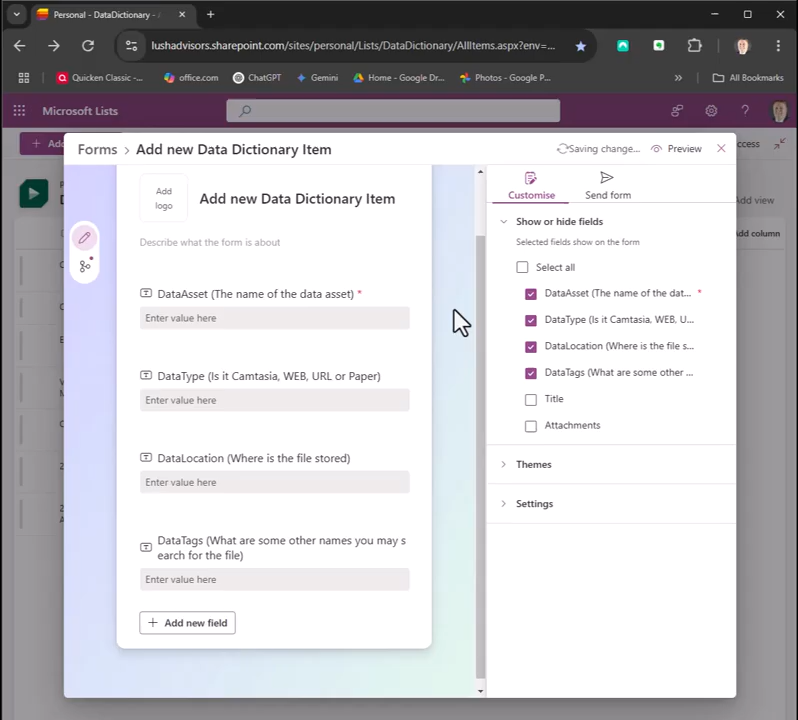 Personal - DataDictionary -
lushadvisors.sharepoint.com/sites/personal/Lists/DataDictionary/AllItems.aspx?env=...
Quicken Classic -...
office.com
ChatGPT
Gemini
Home - Google Dr...
Photos - Google P...
»
All Bookmarks
Microsoft Lists
?
Forms > Add new Data Dictionary Item
Saving change...
Preview
Add
logo
Add new Data Dictionary Item
Describe what the form is about
DataAsset (The name of the data asset) *
Enter value here
DataType (Is it Camtasia, WEB, URL or Paper)
Enter value here
DataLocation (Where is the file stored)
Enter value here
DataTags (What are some other names you may s
earch for the file)
Enter value here
+ Add new field
Customise
Send form
Show or hide fields
Selected fields show on the form
Select all
DataAsset (The name of the dat... *
DataType (Is it Camtasia, WEB, U...
DataLocation (Where is the file s...
DataTags (What are some other ...
Title
Attachments
Themes
Settings
Add view
Add column